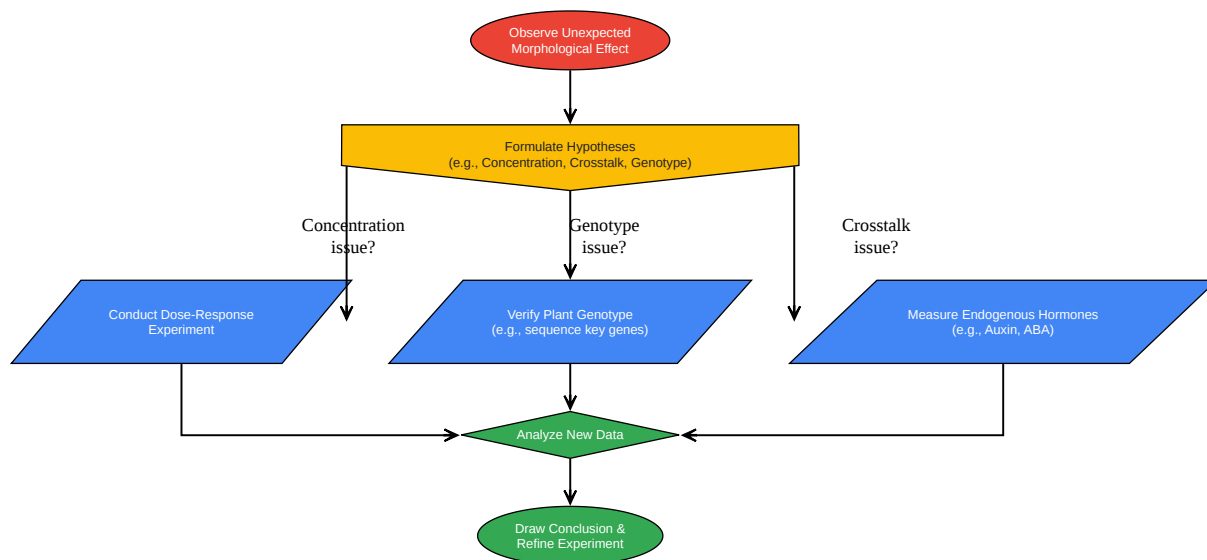 Observe Unexpected
Morphological Effect
Formulate Hypotheses
(e.g., Concentration, Crosstalk, Genotype)
Concentration
issue?
Genotype
issue?
Crosstalk
issue?
Conduct Dose-Response
Experiment
Verify Plant Genotype
(e.g., sequence key genes)
Measure Endogenous Hormones
(e.g., Auxin, ABA)
Analyze New Data
Draw Conclusion &
Refine Experiment